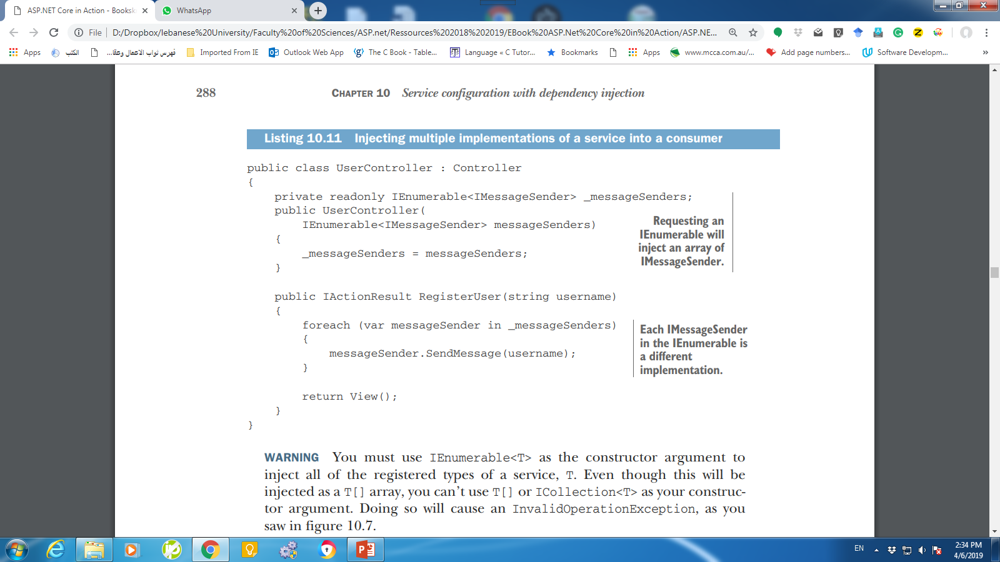 ASP.NET Core in Action - Booksk
WhatsApp
File | D:/Dropbox/lebanese%20University/Faculty%20of%20Sciences/ASP.net/Ressources%202018%202019/EBook%20ASP.Net%20Core%20in%20Action/ASP.NE...
Apps
الكتب
فهرس ثواب الاعمال وعقا...
Imported From IE
Outlook Web App
The C Book - Table...
Language « C Tutor...
Bookmarks
Apps
www.mcca.com.au/...
Add page numbers...
Software Developm...
»
288 CHAPTER 10 Service configuration with dependency injection
Listing 10.11 Injecting multiple implementations of a service into a consumer
public class UserController : Controller
{
private readonly IEnumerable<IMessageSender> _messageSenders;
public UserController(
IEnumerable<IMessageSender> messageSenders)
{
_messageSenders = messageSenders;
}
Requesting an
IEnumerable will
inject an array of
IMessageSender.
public IActionResult RegisterUser(string username)
{
foreach (var messageSender in _messageSenders)
{
messageSender.SendMessage(username);
}
Each IMessageSender
in the IEnumerable is
a different
implementation.
return View();
}
}
WARNING You must use IEnumerable<T> as the constructor argument to
inject all of the registered types of a service, T. Even though this will be
injected as a T[] array, you can't use T[] or ICollection<T> as your construc-
tor argument. Doing so will cause an InvalidOperationException, as you
saw in figure 10.7.
EN
2:34 PM
4/6/2019